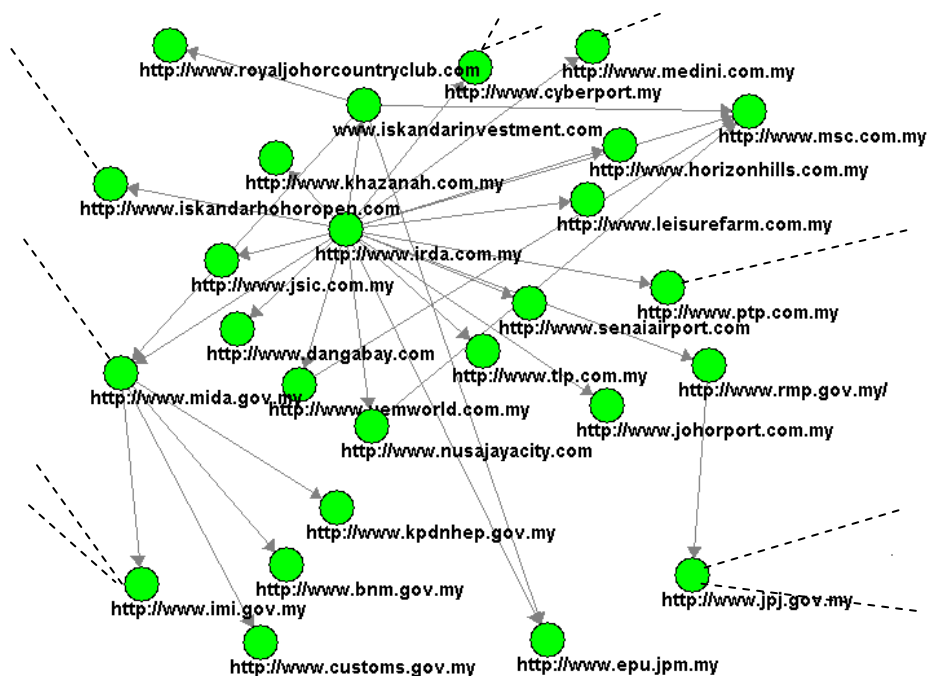 http://www.royaljohorcountryclub.com
http://www.medini.com.my
http://www.cyberport.my
www.iskandarinvestment.com
http://www.msc.com.my
http://www.horizonhills.com.my
http://www.khazanah.com.my
http://www.iskandarhohoropen.com
http://www.leisurefarm.com.my
http://www.irda.com.my
http://www.jsic.com.my
http://www.ptp.com.my
http://www.senaiairport.com
http://www.dangabay.com
http://www.tlp.com.my
http://www.rmp.gov.my/
http://www.mida.gov.my
http://www.uemworld.com.my
http://www.johorport.com.my
http://www.nusajayacity.com
http://www.kpdnhep.gov.my
http://www.bnm.gov.my
http://www.imi.gov.my
http://www.jpj.gov.my
http://www.customs.gov.my
http://www.epu.jpm.my